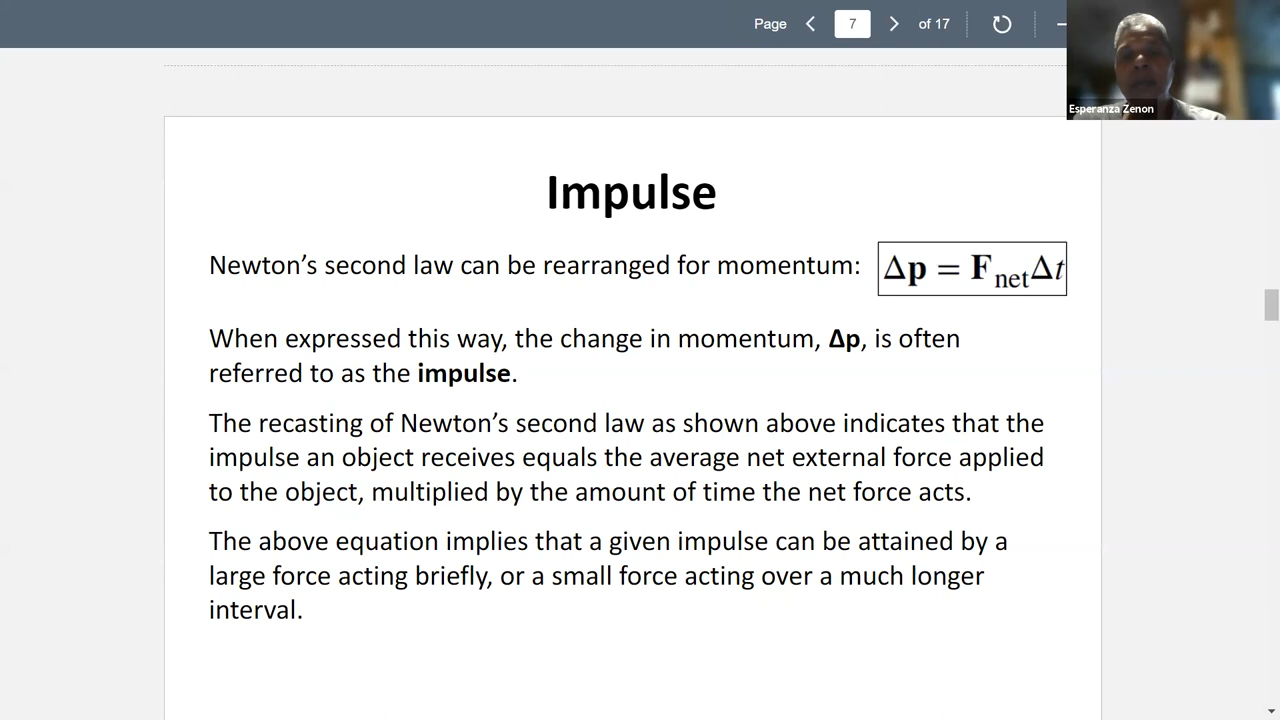 Page 7 of 17
Esperanza Zenon
Impulse
Newton’s second law can be rearranged for momentum: Δp = FnetΔt
When expressed this way, the change in momentum, Δp, is often
referred to as the impulse.
The recasting of Newton’s second law as shown above indicates that the
impulse an object receives equals the average net external force applied
to the object, multiplied by the amount of time the net force acts.
The above equation implies that a given impulse can be attained by a
large force acting briefly, or a small force acting over a much longer
interval.